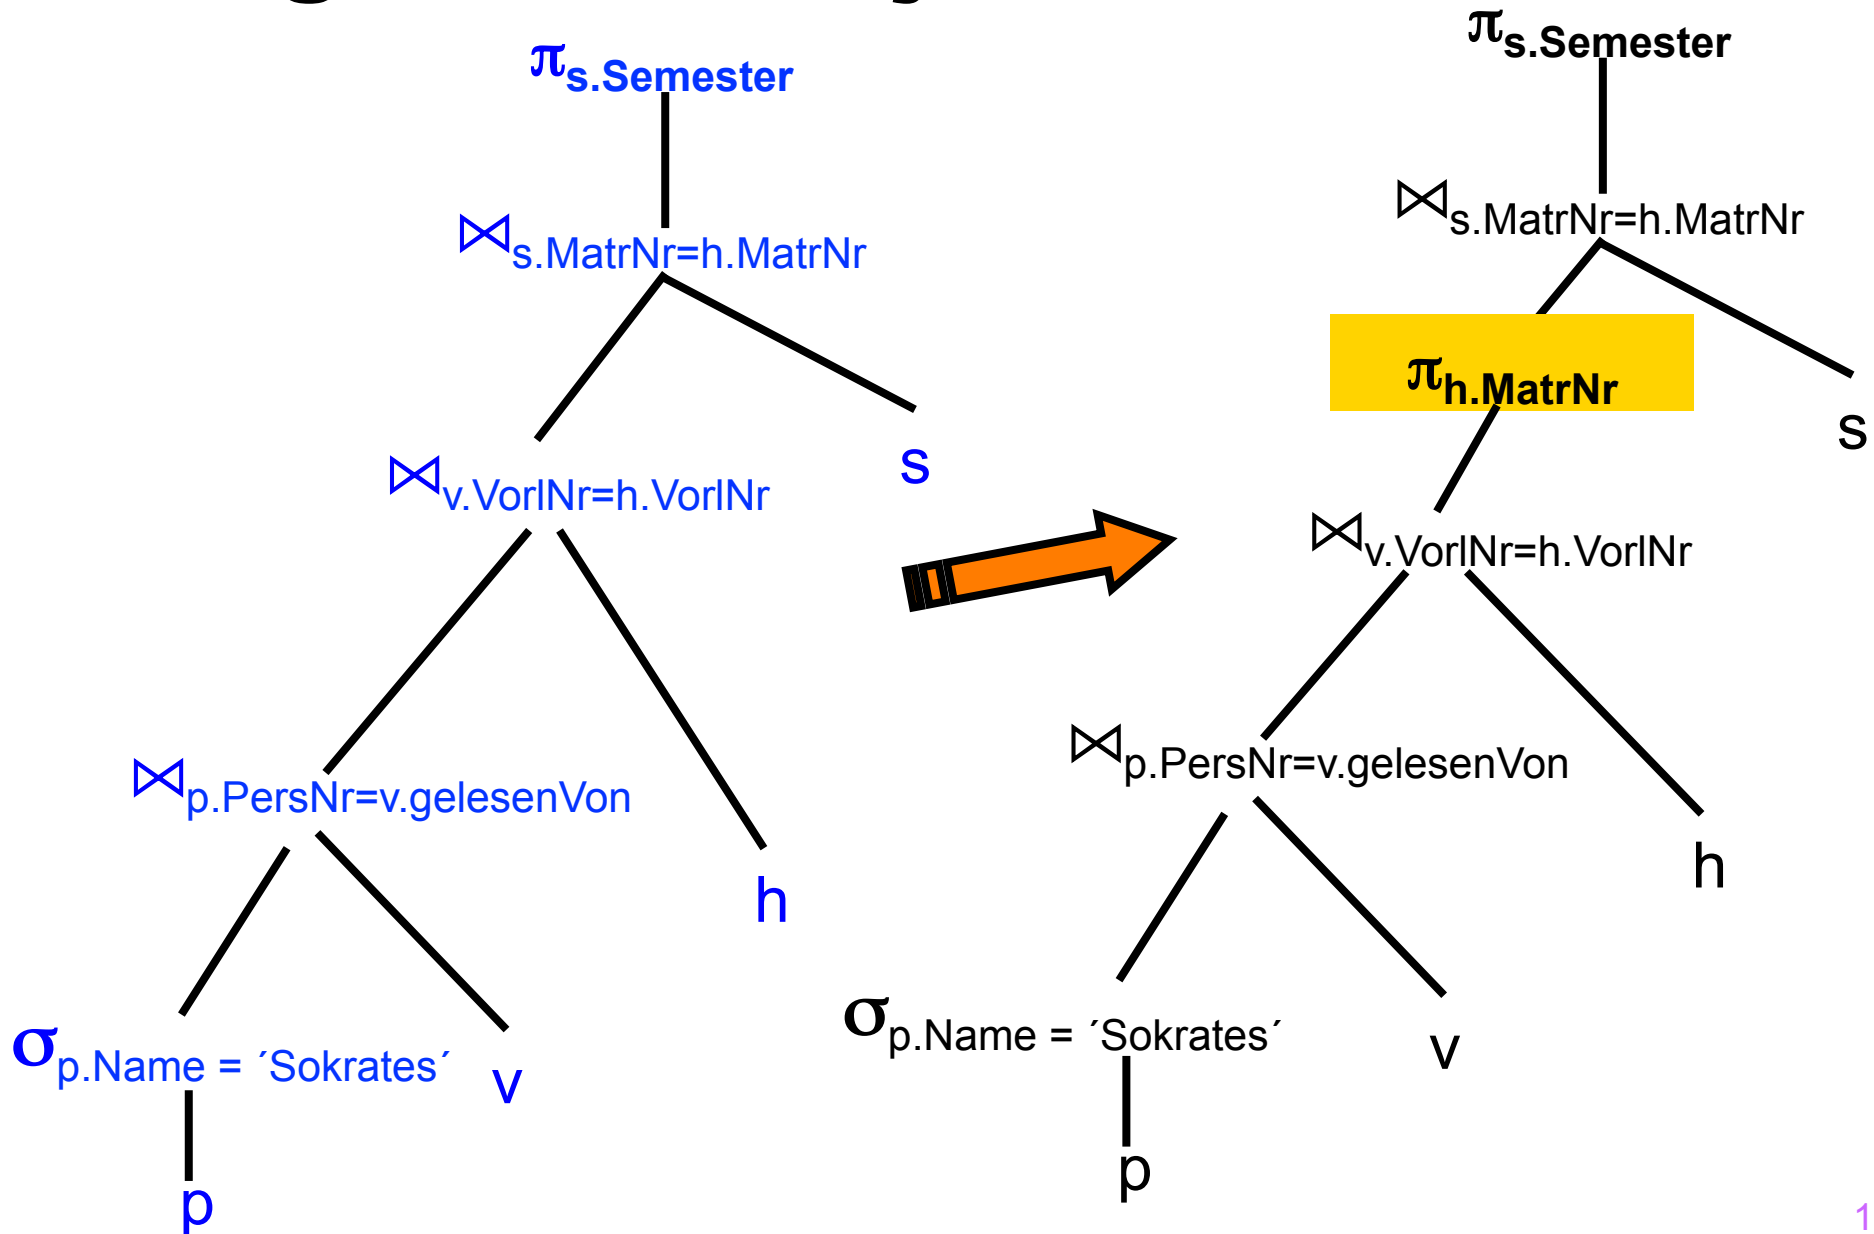 πs.Semester
⋈s.MatrNr=h.MatrNr
s
⋈v.VorlNr=h.VorlNr
h
⋈p.PersNr=v.gelesenVon
v
σp.Name = ´Sokrates´
p
πs.Semester
⋈s.MatrNr=h.MatrNr
s
πh.MatrNr
⋈v.VorlNr=h.VorlNr
h
⋈p.PersNr=v.gelesenVon
v
σp.Name = ´Sokrates´
p
1